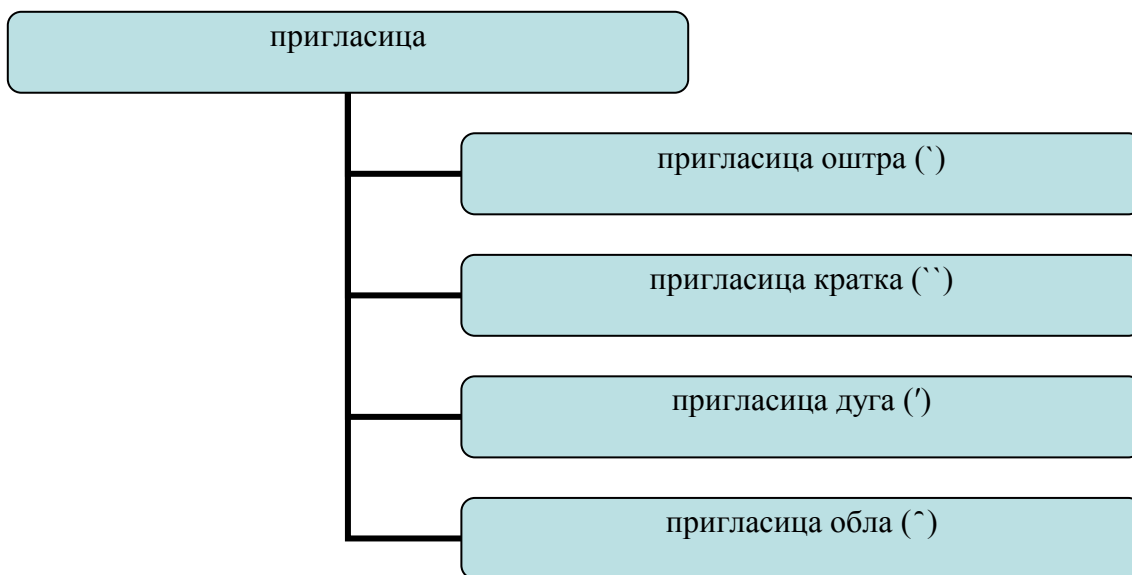 пригласица
пригласица оштра (`)
пригласица кратка (``)
пригласица дуга (′)
пригласица обла (ˆ)